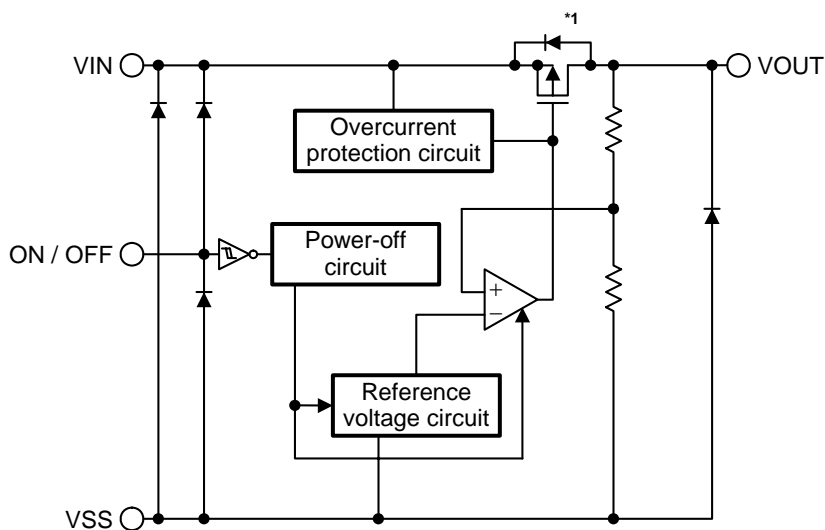 *1
VIN
VOUT
Overcurrent
protection circuit
ON / OFF
Power-off
circuit
+
−
Reference
voltage circuit
VSS